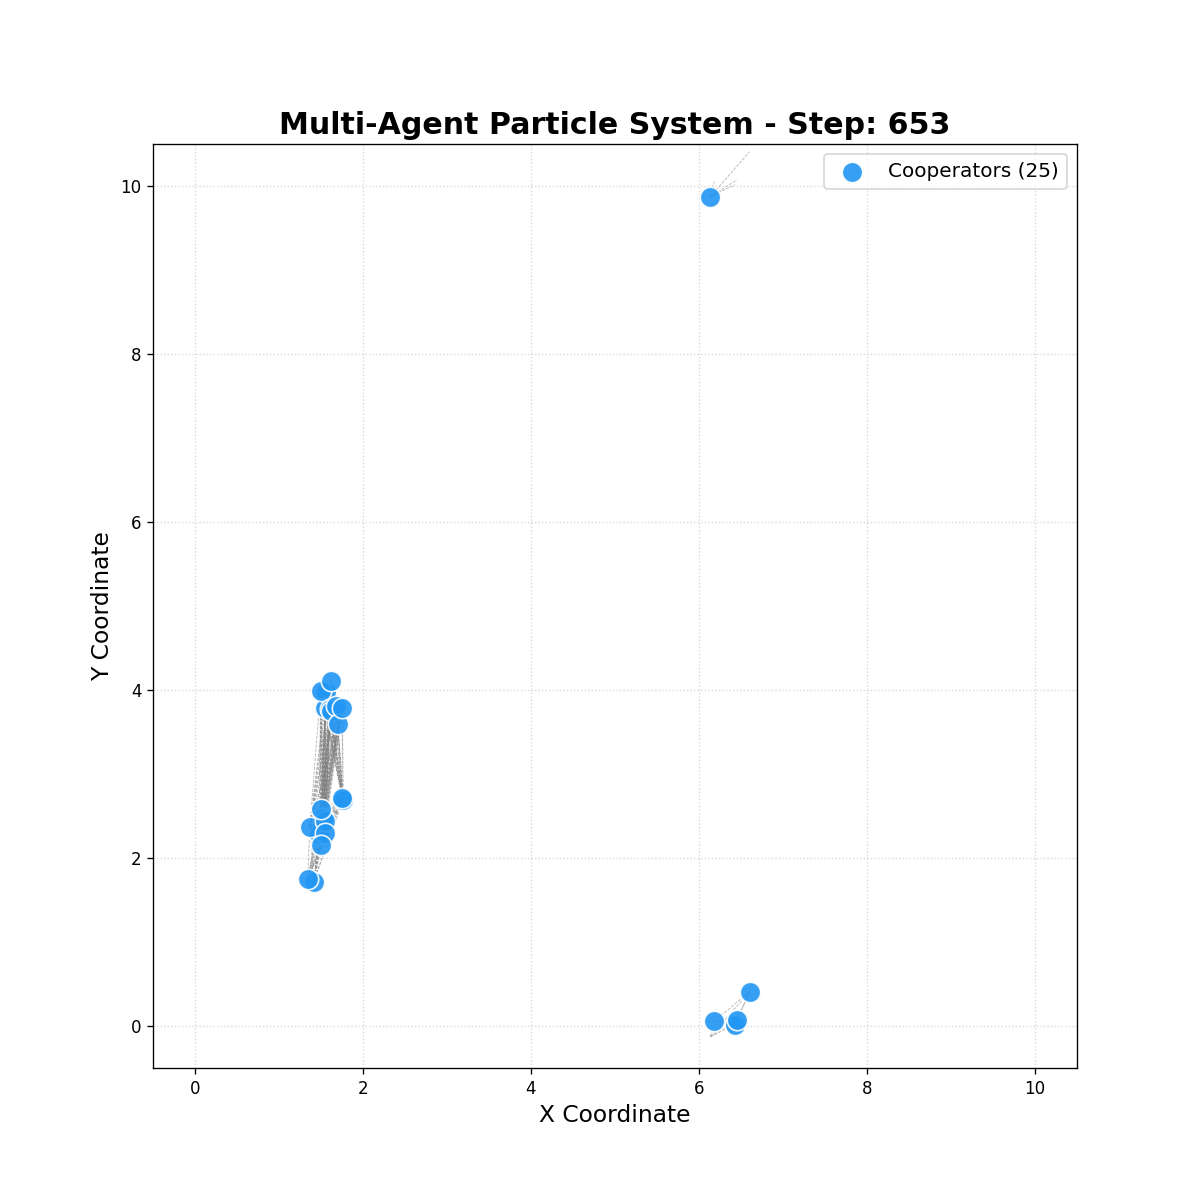 Multi-Agent Particle System - Step: 653
Cooperators (25)
10
8
6
4
2
0
Y Coordinate
0 2 4 6 8 10
X Coordinate